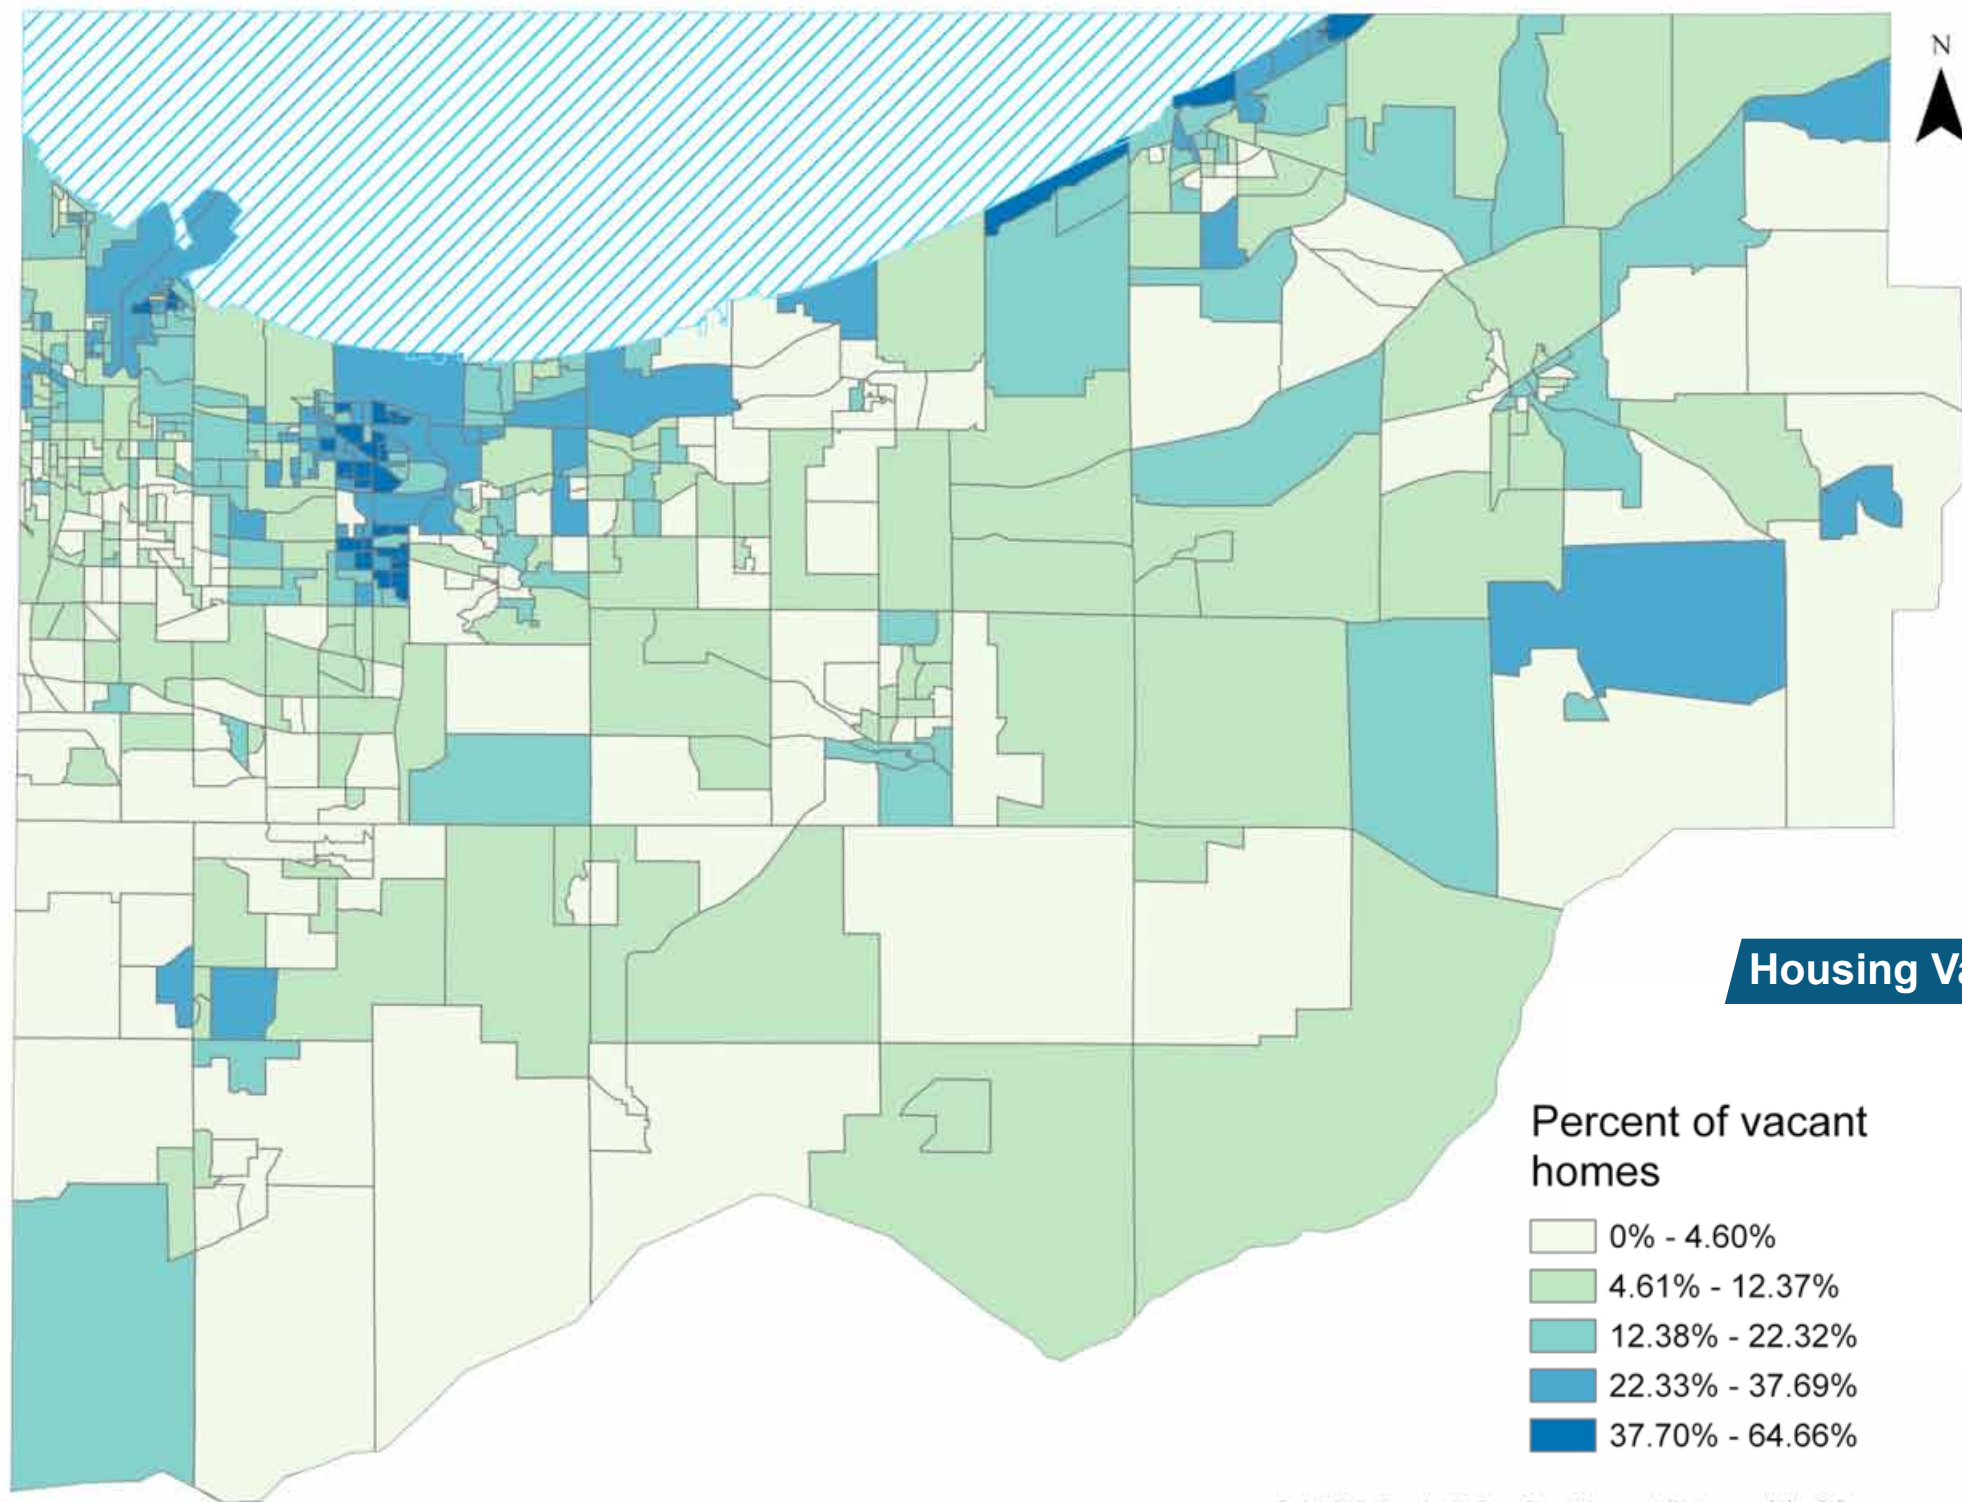 N
Housing Va
Percent of vacant
homes
0% - 4.60%
4.61% - 12.37%
12.38% - 22.32%
22.33% - 37.69%
37.70% - 64.66%